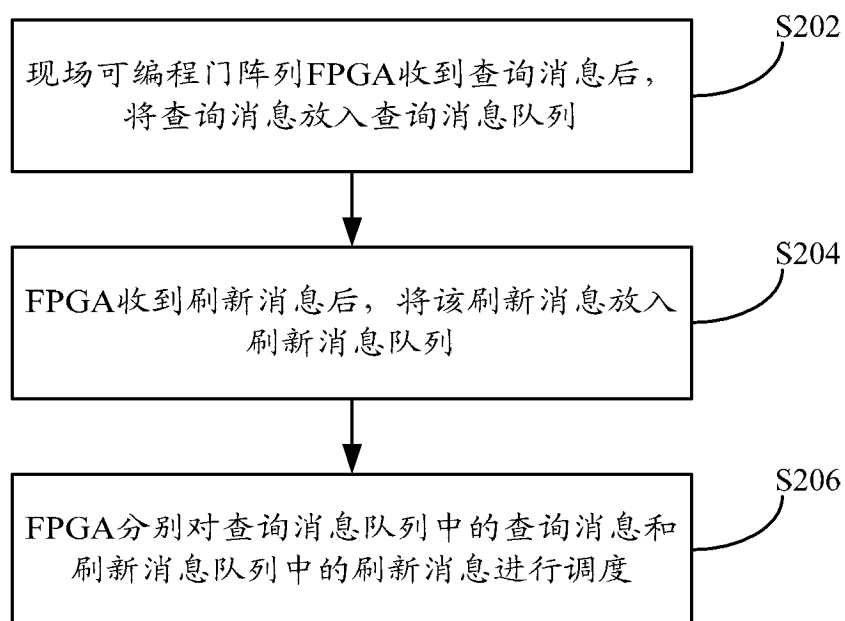 S202
现场可编程门阵列FPGA收到查询消息后，
将查询消息放入查询消息队列
S204
FPGA收到刷新消息后，将该刷新消息放入
刷新消息队列
S206
FPGA分别对查询消息队列中的查询消息和
刷新消息队列中的刷新消息进行调度